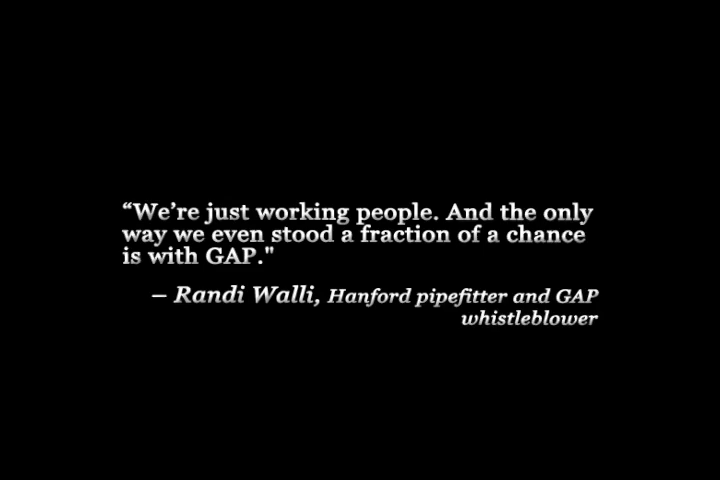 “We’re just working people. And the only
way we even stood a fraction of a chance
is with GAP."
– Randi Walli, Hanford pipefitter and GAP
whistleblower